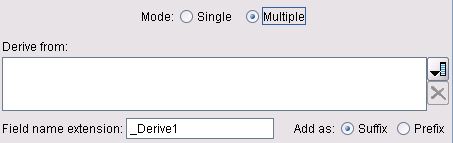 Mode: Single Multiple
Derive from:
Field name extension: _Derive1 Add as: Suffix Prefix